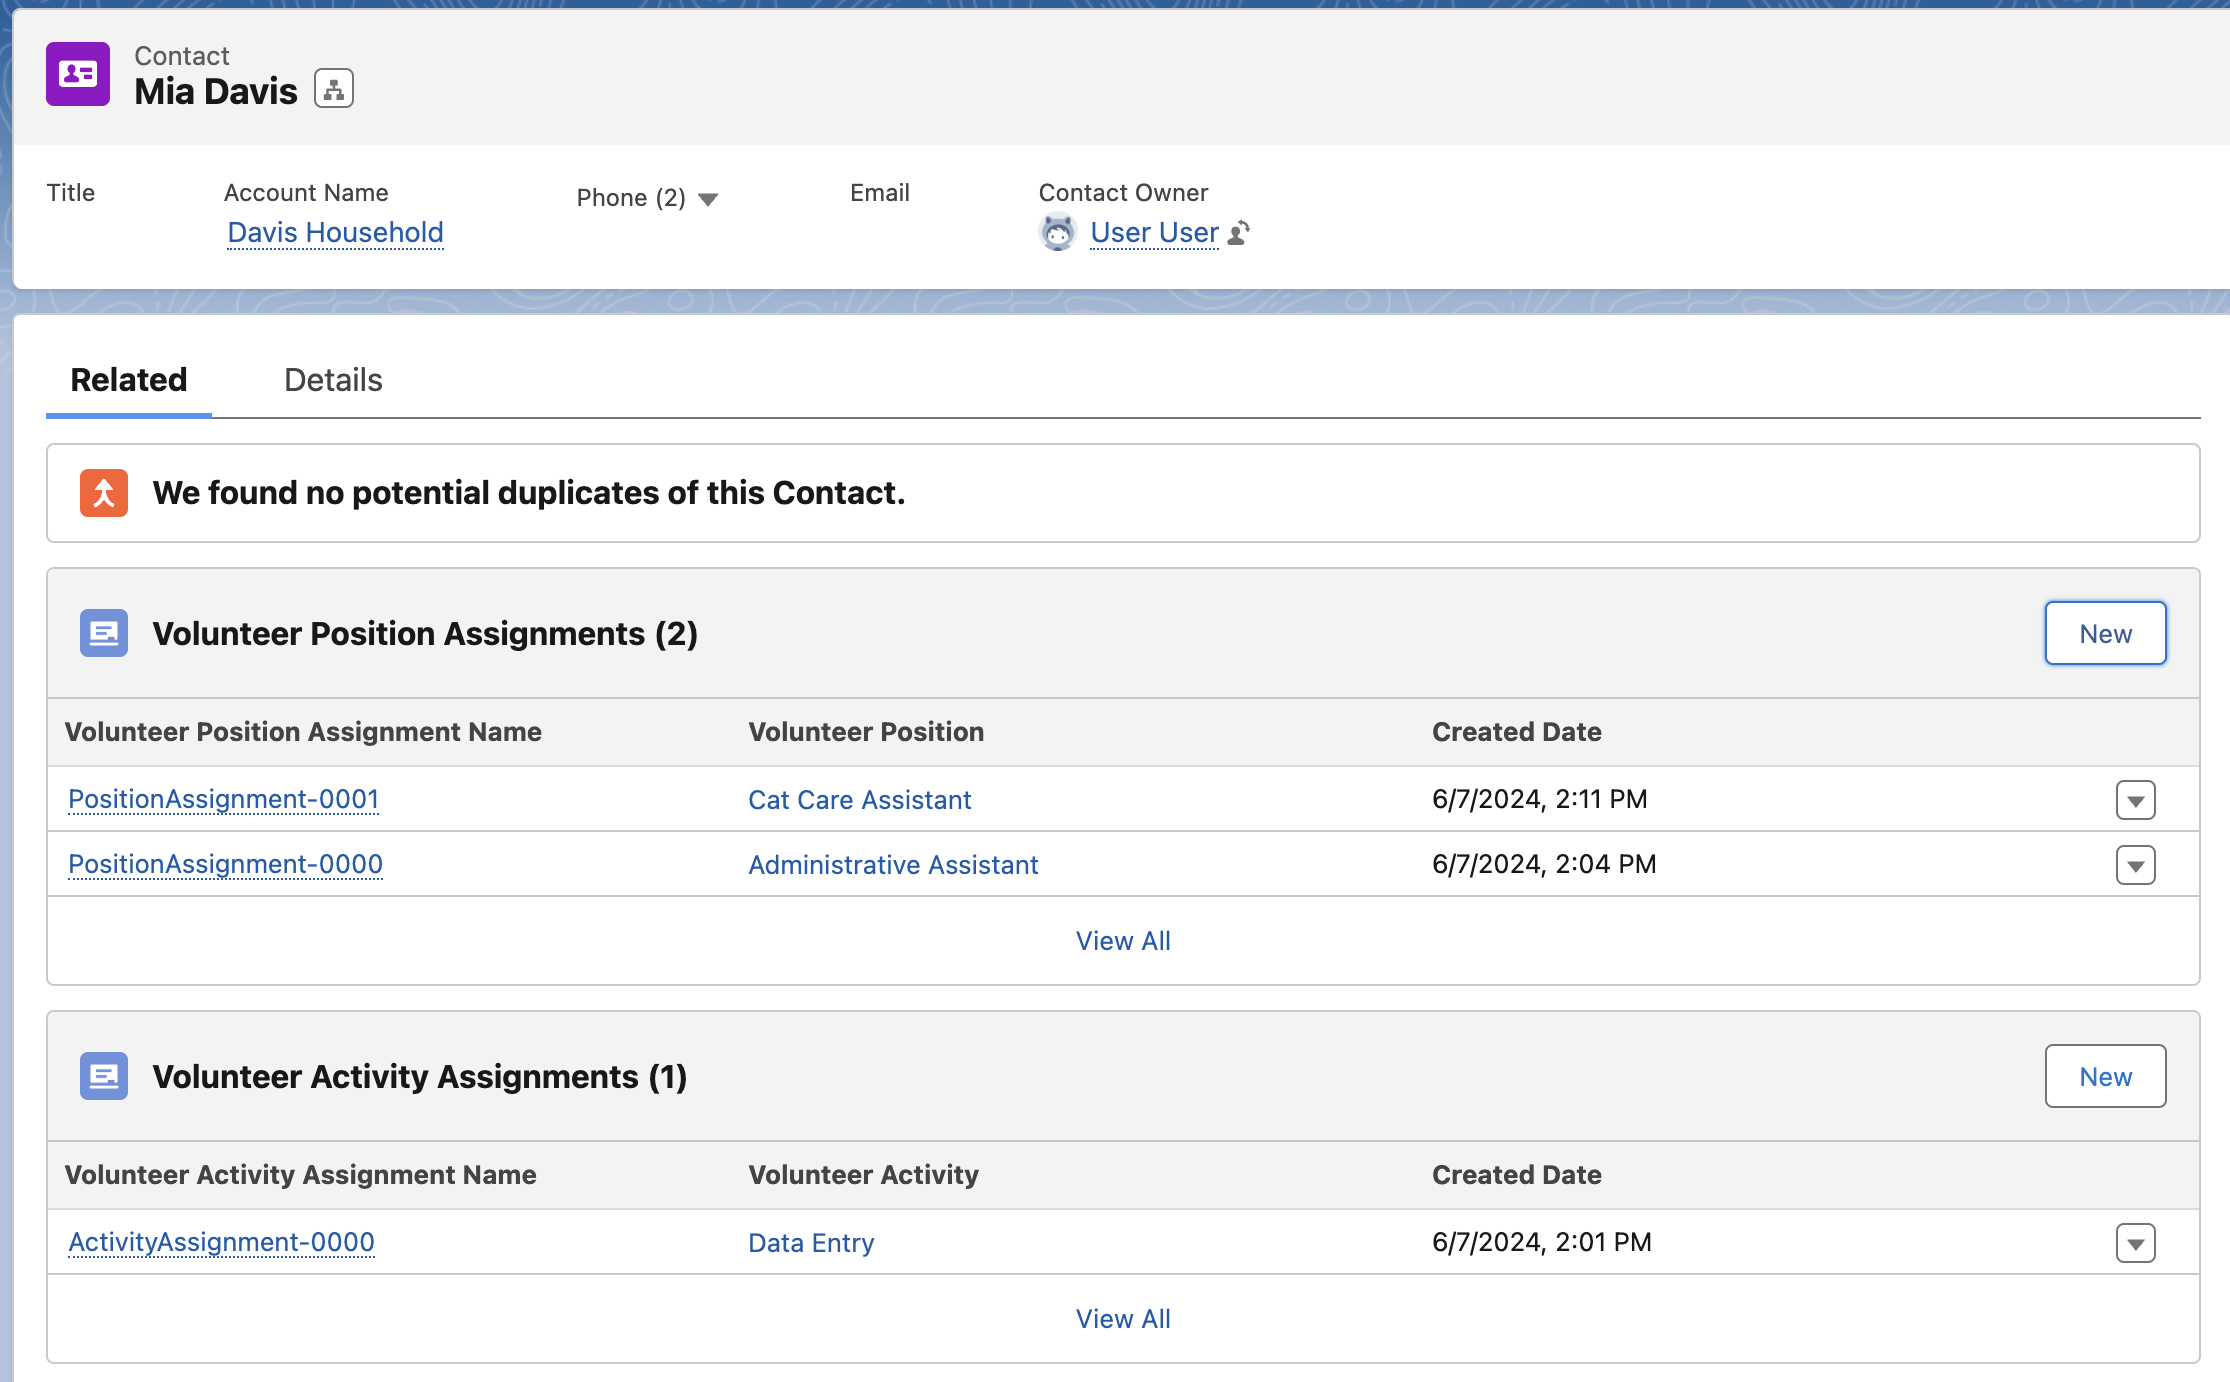 Contact
Mia Davis
Title Account Name Phone (2) Email Contact Owner
Davis Household User User
Related Details
We found no potential duplicates of this Contact.
Volunteer Position Assignments (2) New
Volunteer Position Assignment Name Volunteer Position Created Date
PositionAssignment-0001 Cat Care Assistant 6/7/2024, 2:11 PM
PositionAssignment-0000 Administrative Assistant 6/7/2024, 2:04 PM
View All
Volunteer Activity Assignments (1) New
Volunteer Activity Assignment Name Volunteer Activity Created Date
ActivityAssignment-0000 Data Entry 6/7/2024, 2:01 PM
View All